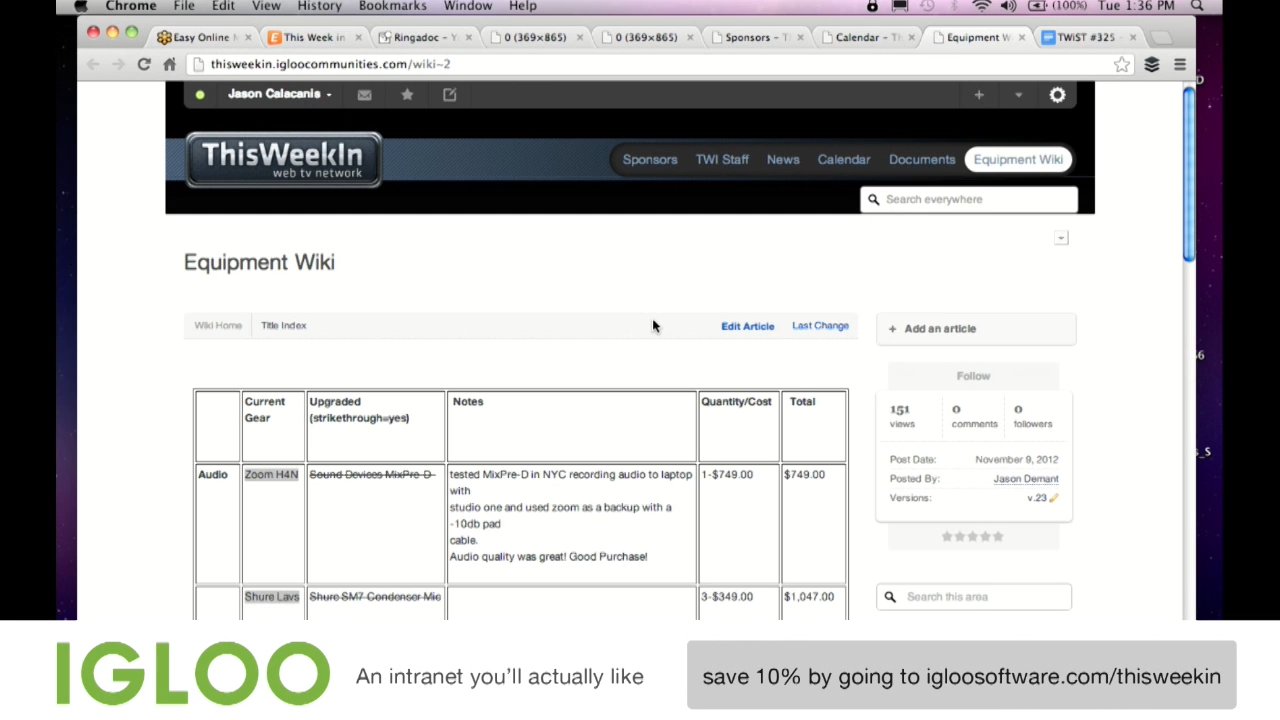 Chrome File Edit View History Bookmarks Window Help (100%) Tue 1:36 PM
Easy Online This Week in Ringadoc - Y 0 (369×855) 0 (369×855) Sponsors - T Calendar - Th Equipment W TWiST #325 -
thisweekin.igloocommunities.com/wiki~2
Jason Calacanis
ThisWeekIn
web tv network
Sponsors TWI Staff News Calendar Documents Equipment Wiki
Search everywhere
Equipment Wiki
Wiki Home Title Index Edit Article Last Change
+ Add an article
Follow
151 0 0
views comments followers
Post Date: November 9, 2012
Posted By: Jason Demant
Versions: v.23
Search this area
Current Gear Upgraded (strikethrough=yes) Notes Quantity/Cost Total
Audio Zoom H4N Sound Devices MixPre-D tested MixPre-D in NYC recording audio to laptop 1-$749.00 $749.00
with
studio one and used zoom as a backup with a
-10db pad
cable.
Audio quality was great! Good Purchase!
Shure Lavs Shure SM7 Condenser Mic 3-$349.00 $1,047.00
IGLOO An intranet you'll actually like save 10% by going to igloosoftware.com/thisweekin